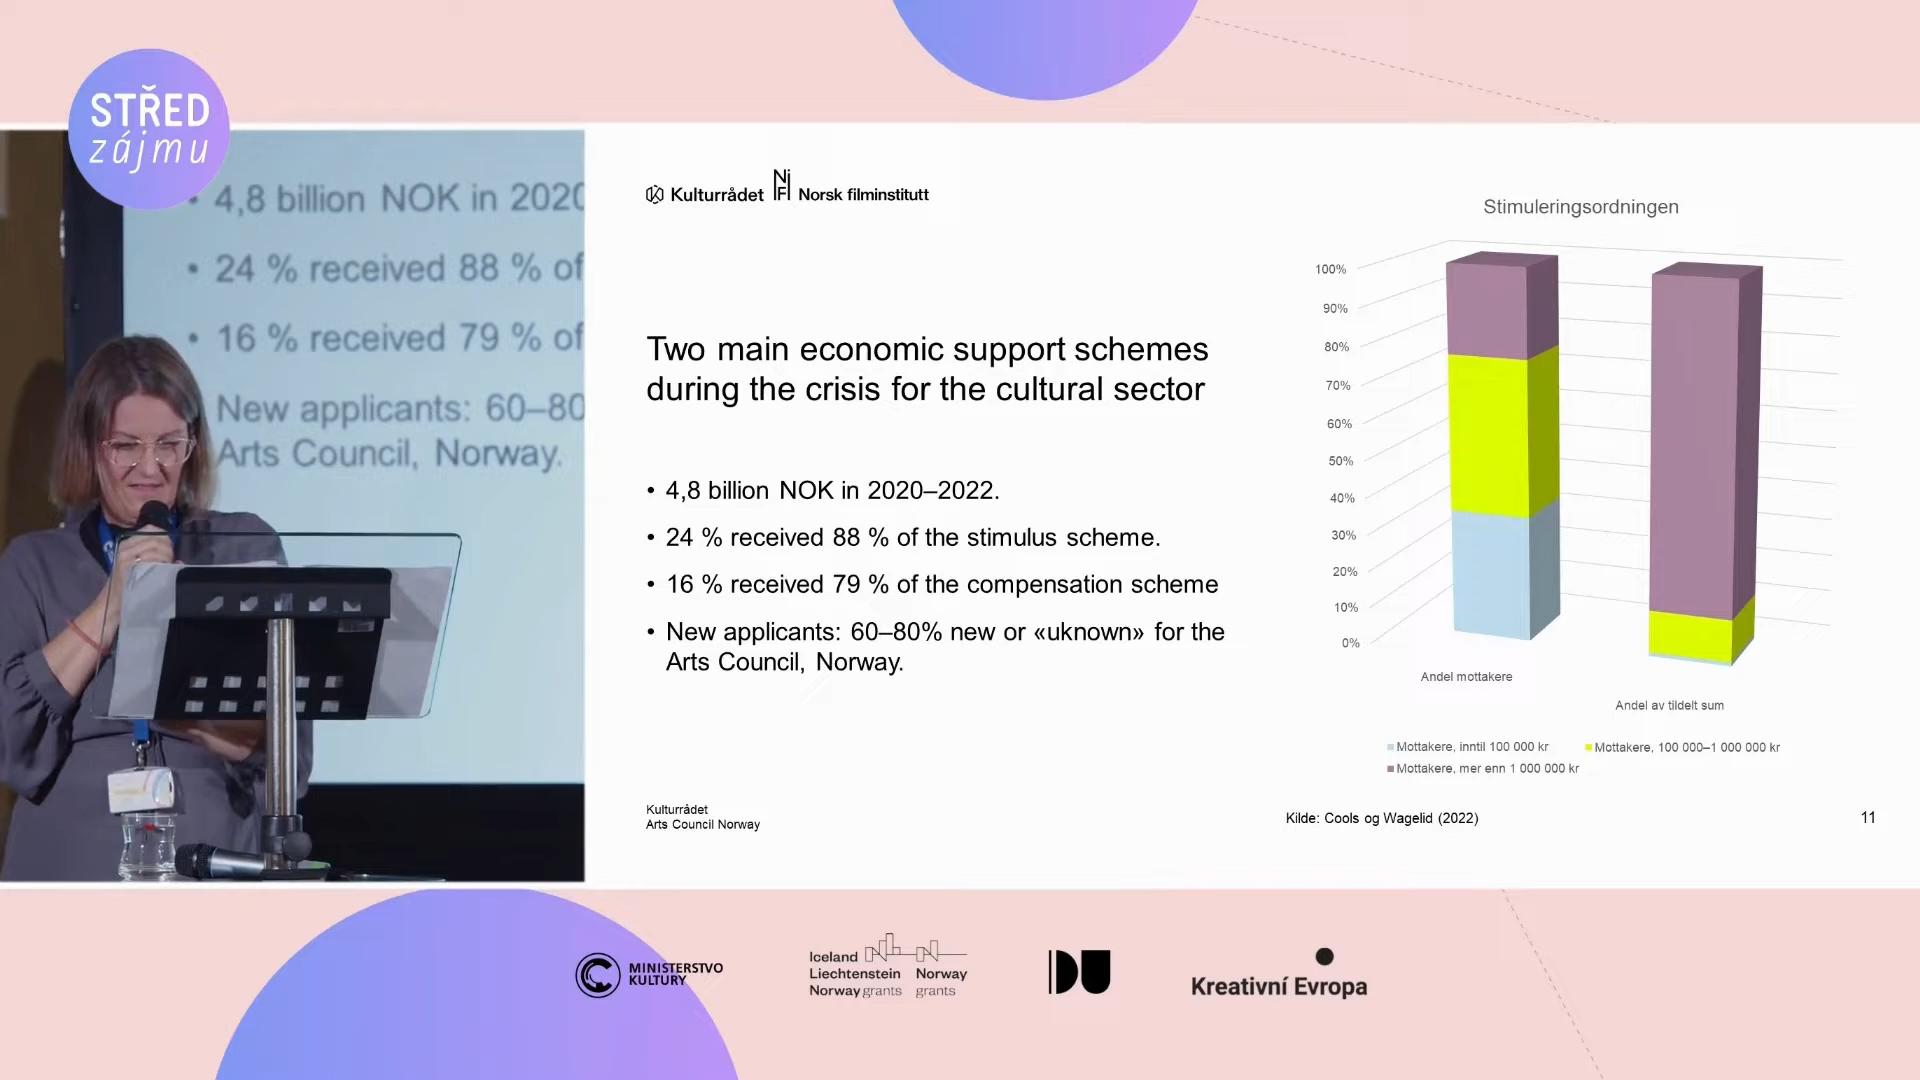 STŘED
zájmu
4,8 billion NOK in 2020
• 24 % received 88 % of
• 16 % received 79 % of
New applicants: 60–80
Arts Council, Norway.
Kulturrådet
Ni
FI
Norsk filminstitutt
Two main economic support schemes
during the crisis for the cultural sector
• 4,8 billion NOK in 2020–2022.
• 24 % received 88 % of the stimulus scheme.
• 16 % received 79 % of the compensation scheme
• New applicants: 60–80% new or «uknown» for the
Arts Council, Norway.
Stimuleringsordningen
100%
90%
80%
70%
60%
50%
40%
30%
20%
10%
0%
Andel mottakere
Andel av tildelt sum
Mottakere, inntil 100 000 kr
Mottakere, 100 000–1 000 000 kr
Mottakere, mer enn 1 000 000 kr
Kulturrådet
Arts Council Norway
Kilde: Cools og Wagelid (2022)
11
MINISTERSTVO
KULTURY
Iceland
Liechtenstein
Norway grants
Norway
grants
DU
Kreativní Evropa